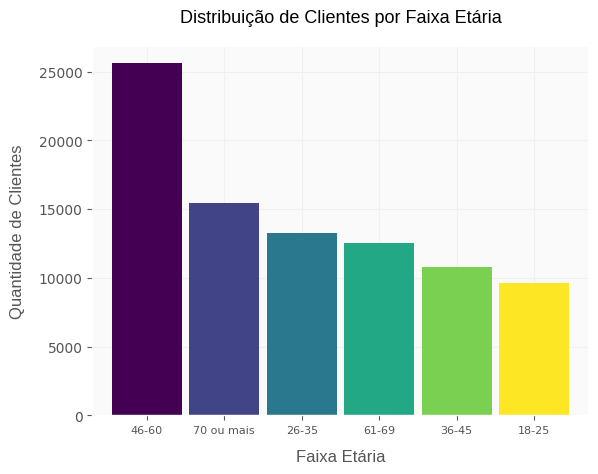 Distribuição de Clientes por Faixa Etária
Quantidade de Clientes
25000
20000
15000
10000
5000
0
46-60
70 ou mais
26-35
61-69
36-45
18-25
Faixa Etária